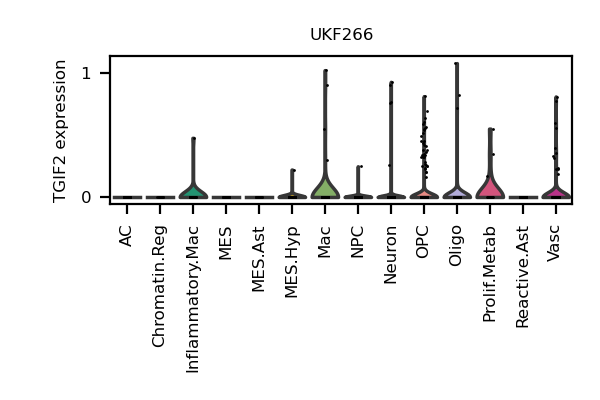 UKF266
TGIF2 expression
1
0
AC
Chromatin.Reg
Inflammatory.Mac
MES
MES.Ast
MES.Hyp
Mac
NPC
Neuron
OPC
Oligo
Prolif.Metab
Reactive.Ast
Vasc